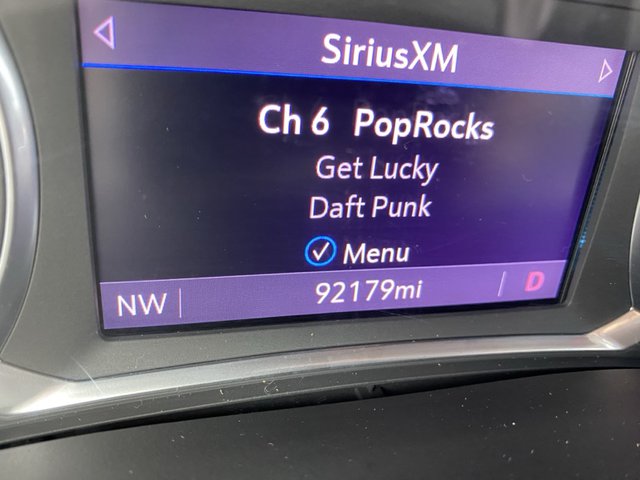 SiriusXM
Ch 6 PopRocks
Get Lucky
Daft Punk
Menu
NW 92179mi D